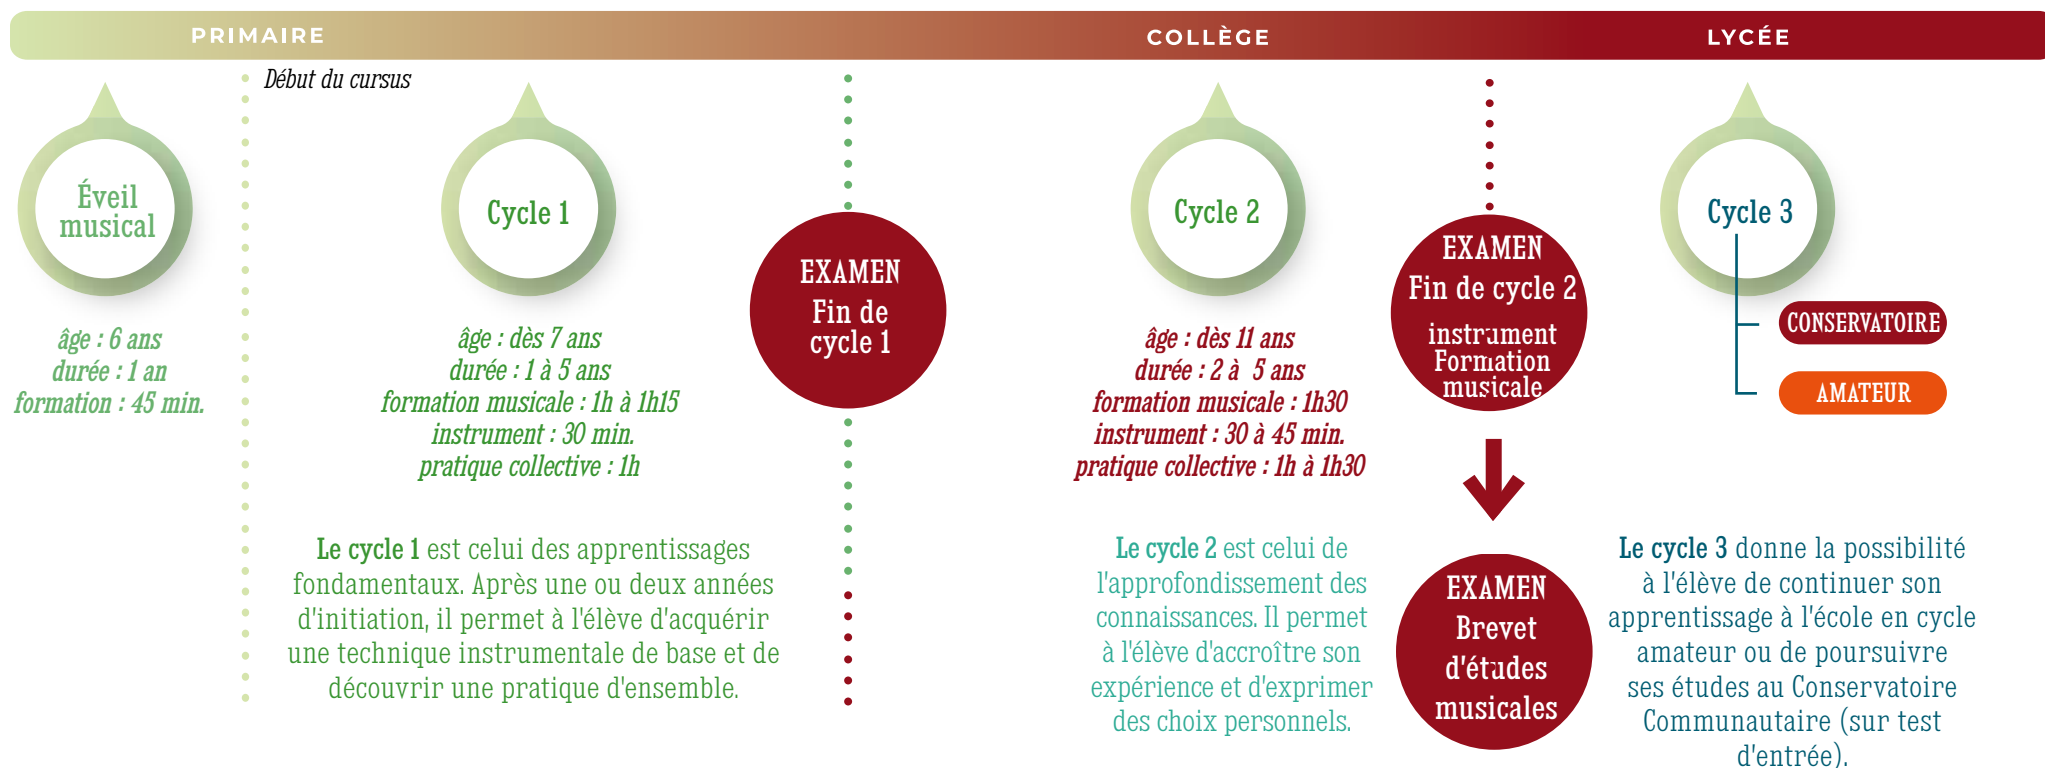 PRIMAIRE
COLLÈGE
LYCÉE
Début du cursus
Éveil
musical
âge : 6 ans
durée : 1 an
formation : 45 min.
Cycle 1
âge : dès 7 ans
durée : 1 à 5 ans
formation musicale : 1h à 1h15
instrument : 30 min.
pratique collective : 1h
Le cycle 1 est celui des apprentissages
fondamentaux. Après une ou deux années
d'initiation, il permet à l'élève d'acquérir
une technique instrumentale de base et de
découvrir une pratique d'ensemble.
EXAMEN
Fin de
cycle 1
Cycle 2
âge : dès 11 ans
durée : 2 à 5 ans
formation musicale : 1h30
instrument : 30 à 45 min.
pratique collective : 1h à 1h30
Le cycle 2 est celui de
l'approfondissement des
connaissances. Il permet
à l'élève d'accroître son
expérience et d'exprimer
des choix personnels.
EXAMEN
Fin de cycle 2
instrument
Formation
musicale
EXAMEN
Brevet
d'études
musicales
Cycle 3
CONSERVATOIRE
AMATEUR
Le cycle 3 donne la possibilité
à l'élève de continuer son
apprentissage à l'école en cycle
amateur ou de poursuivre
ses études au Conservatoire
Communautaire (sur test
d'entrée).